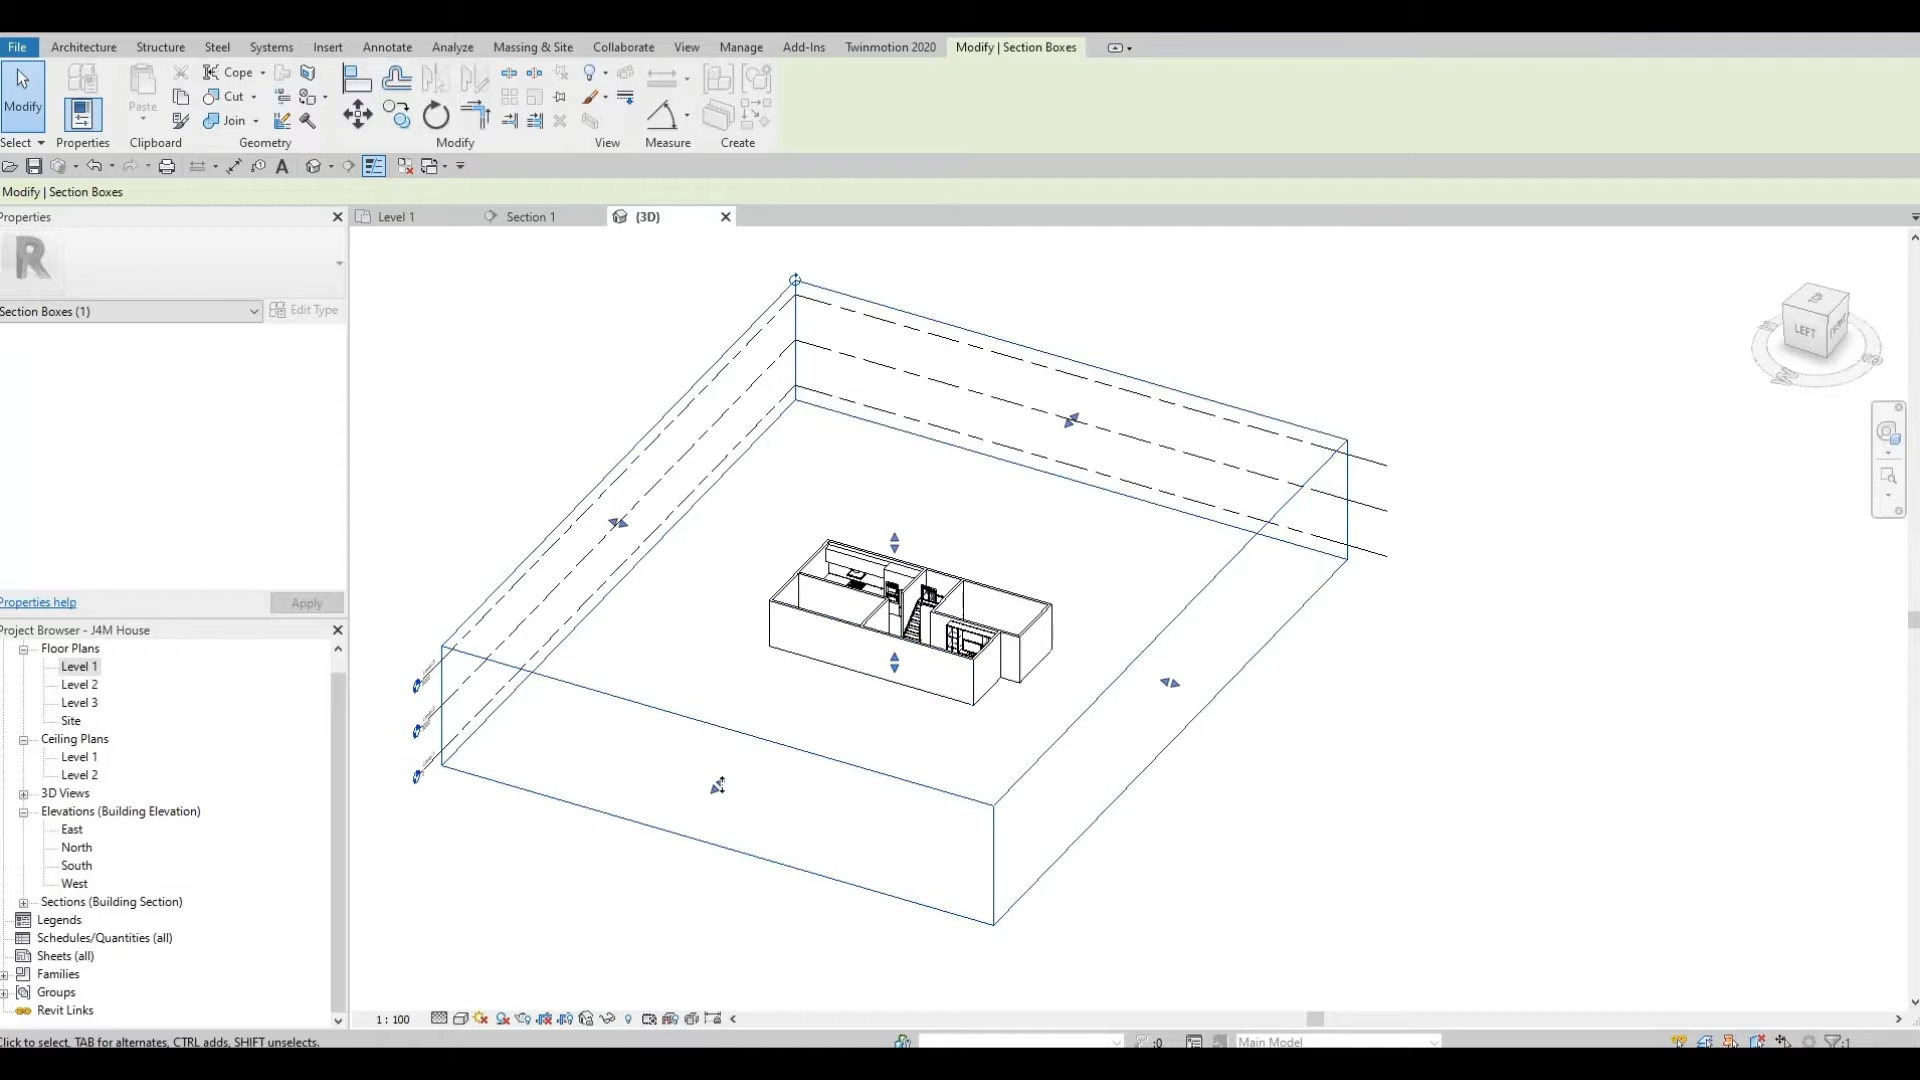 File Architecture Structure Steel Systems Insert Annotate Analyze Massing & Site Collaborate View Manage Add-Ins Twinmotion 2020 Modify | Section Boxes
Modify
Paste
Cope
Cut
Join
Select Properties Clipboard Geometry Modify View Measure Create
Modify | Section Boxes
Properties
Level 1 Section 1 {3D}
R
Section Boxes (1) Edit Type
LEFT
Properties help Apply
Project Browser - J4M House
Floor Plans
Level 1
Level 2
Level 3
Site
Ceiling Plans
Level 1
Level 2
3D Views
Elevations (Building Elevation)
East
North
South
West
Sections (Building Section)
Legends
Schedules/Quantities (all)
Sheets (all)
Families
Groups
Revit Links
1 : 100
Click to select, TAB for alternates, CTRL adds, SHIFT unselects. :0 Main Model :1